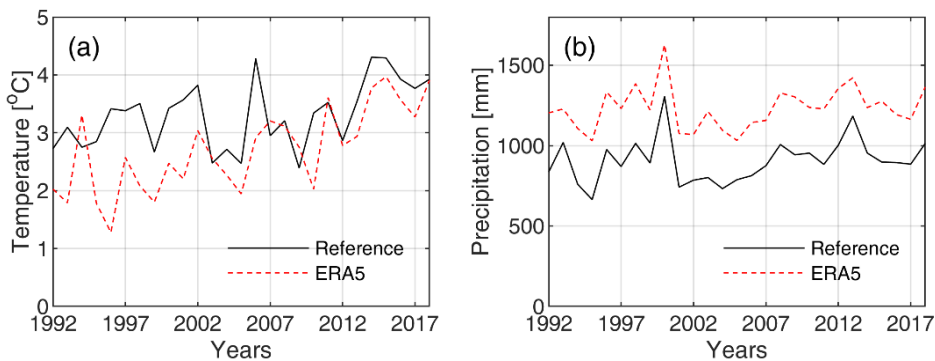 (a)
Temperature [°C]
5
4
3
2
1
0
Reference
ERA5
1992 1997 2002 2007 2012 2017
Years
(b)
Precipitation [mm]
1500
1000
500
0
Reference
ERA5
1992 1997 2002 2007 2012 2017
Years